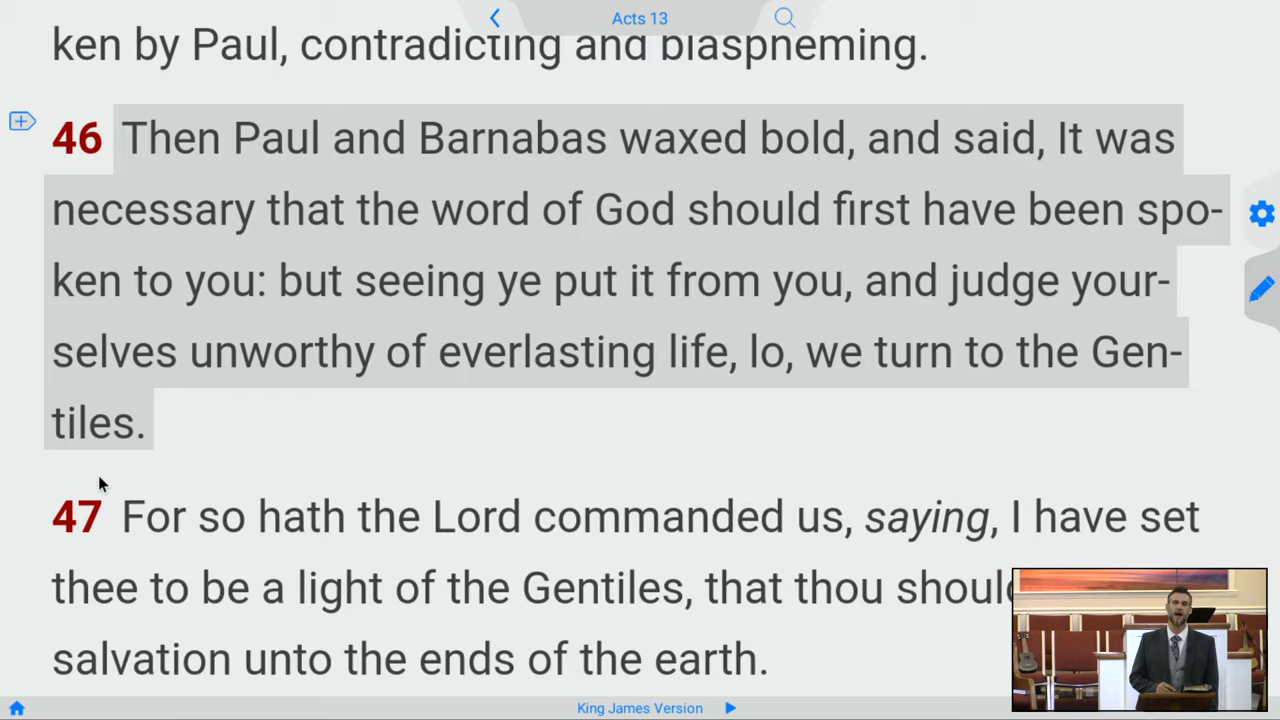 Acts 13
ken by Paul, contradicting and blaspheming.
46 Then Paul and Barnabas waxed bold, and said, It was
necessary that the word of God should first have been spo-
ken to you: but seeing ye put it from you, and judge your-
selves unworthy of everlasting life, lo, we turn to the Gen-
tiles.
47 For so hath the Lord commanded us, saying, I have set
thee to be a light of the Gentiles, that thou
salvation unto the ends of the earth.
King James Version